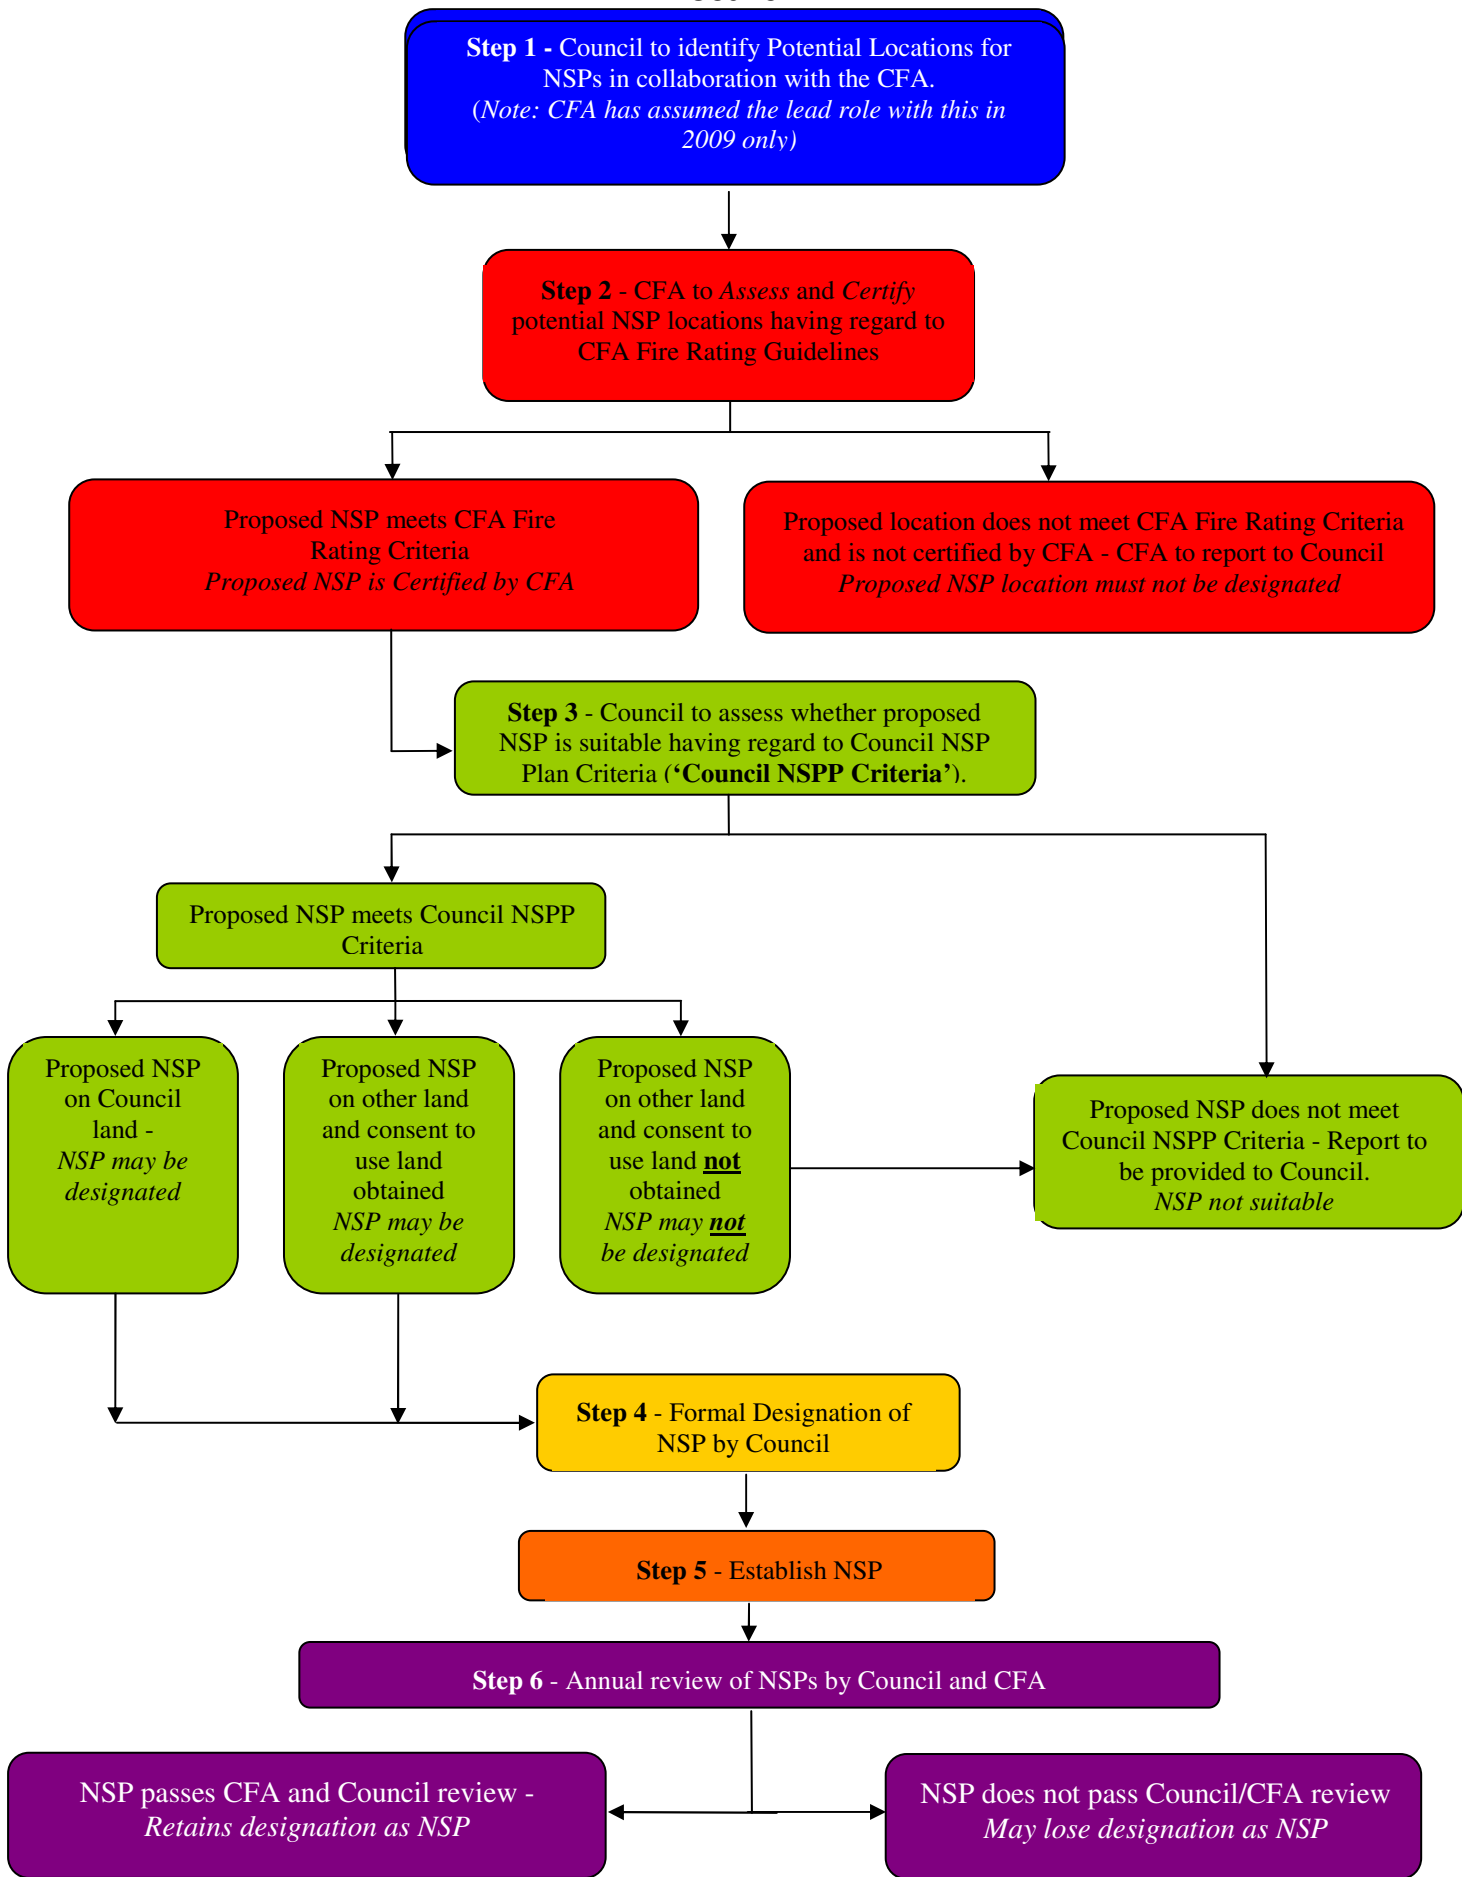 Step 1 - Council to identify Potential Locations for
NSPs in collaboration with the CFA.
(Note: CFA has assumed the lead role with this in
2009 only)
Step 2 - CFA to Assess and Certify
potential NSP locations having regard to
CFA Fire Rating Guidelines
Proposed NSP meets CFA Fire
Rating Criteria
Proposed NSP is Certified by CFA
Proposed location does not meet CFA Fire Rating Criteria
and is not certified by CFA - CFA to report to Council
Proposed NSP location must not be designated
Step 3 - Council to assess whether proposed
NSP is suitable having regard to Council NSP
Plan Criteria (‘Council NSPP Criteria’).
Proposed NSP meets Council NSPP
Criteria
Proposed NSP
on Council
land -
NSP may be
designated
Proposed NSP
on other land
and consent to
use land
obtained
NSP may be
designated
Proposed NSP
on other land
and consent to
use land not
obtained
NSP may not
be designated
Proposed NSP does not meet
Council NSPP Criteria - Report to
be provided to Council.
NSP not suitable
Step 4 - Formal Designation of
NSP by Council
Step 5 - Establish NSP
Step 6 - Annual review of NSPs by Council and CFA
NSP passes CFA and Council review -
Retains designation as NSP
NSP does not pass Council/CFA review
May lose designation as NSP